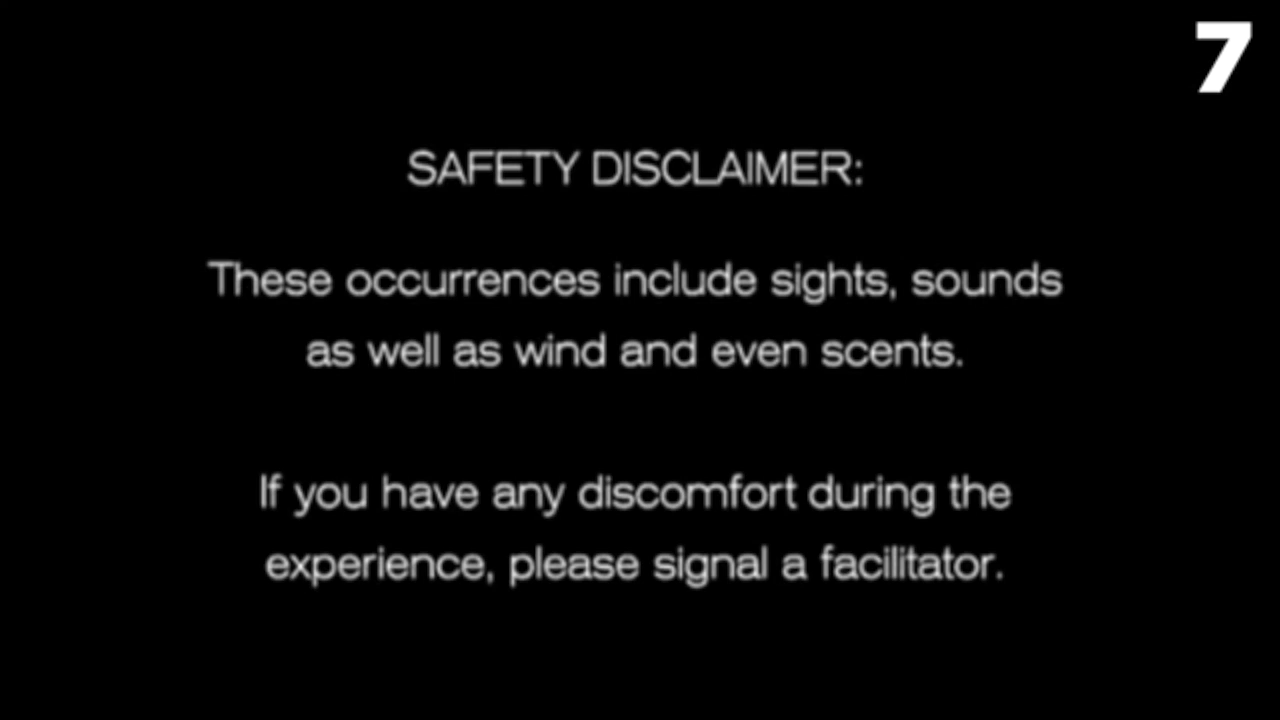 7
SAFETY DISCLAIMER:
These occurrences include sights, sounds
as well as wind and even scents.
If you have any discomfort during the
experience, please signal a facilitator.